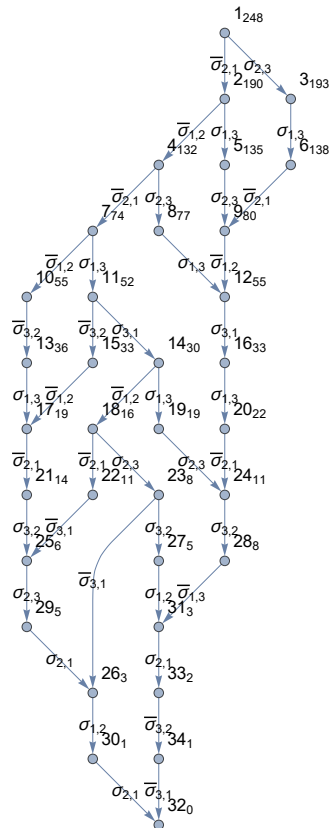 1₂₄₈
σ̅₂,₁ σ₂,₃
2₁₉₀ 3₁₉₃
σ̅₁,₂ σ₁,₃ σ₁,₃
4₁₃₂ 5₁₃₅ 6₁₃₈
σ̅₂,₁ σ₂,₃ σ₂,₃ σ̅₂,₁
7₇₄ 8₇₇ 9₈₀
σ̅₁,₂ σ₁,₃ σ₁,₃ σ̅₁,₂
10₅₅ 11₅₂ 12₅₅
σ̅₃,₂ σ̅₃,₂ σ₃,₁ σ₃,₁
13₃₆ 15₃₃ 14₃₀ 16₃₃
σ₁,₃ σ̅₁,₂ σ̅₁,₂ σ₁,₃ σ₁,₃
17₁₉ 18₁₆ 19₁₉ 20₂₂
σ̅₂,₁ σ̅₂,₁ σ₂,₃ σ₂,₃ σ̅₂,₁
21₁₄ 22₁₁ 23₈ 24₁₁
σ₃,₂ σ̅₃,₁ σ₃,₂ σ₃,₂
25₆ 27₅ 28₈
σ₂,₃ σ̅₃,₁ σ₁,₂ σ̅₁,₃
29₅ 31₃
σ₂,₁ σ₂,₁
26₃ 33₂
σ₁,₂ σ̅₃,₂
30₁ 34₁
σ₂,₁ σ̅₃,₁
32₀